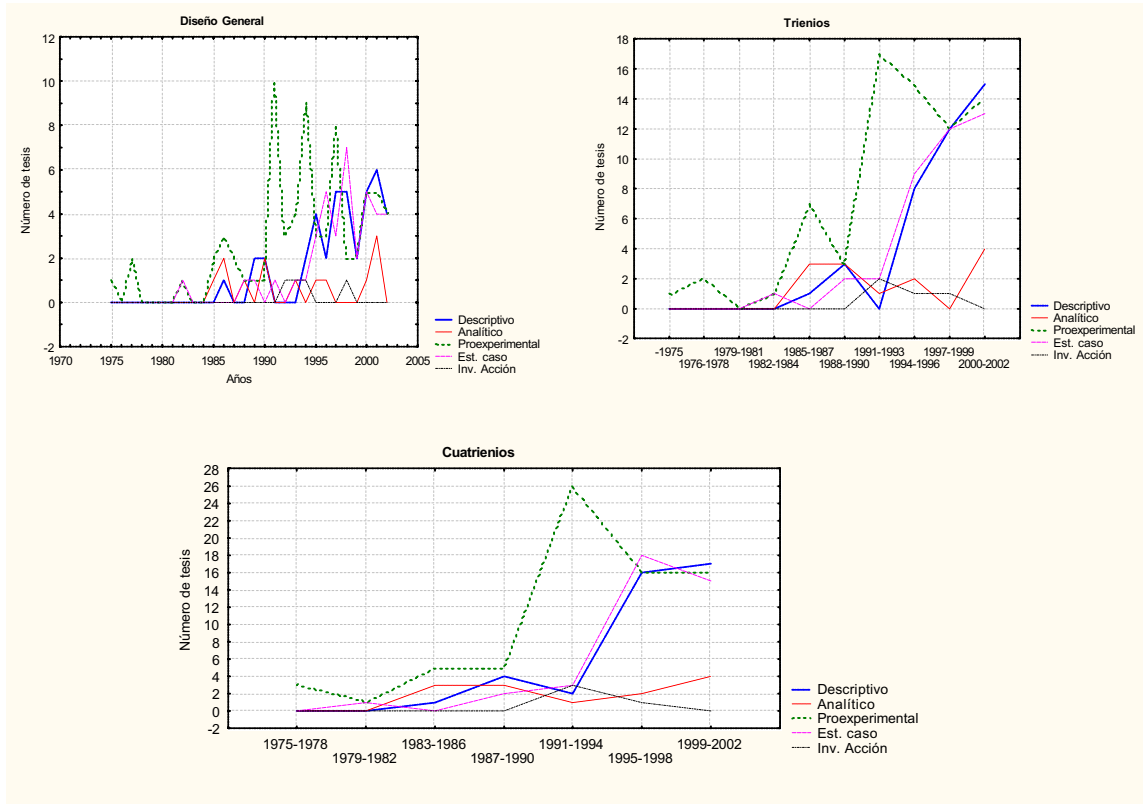 Diseño General
12
10
8
6
4
2
0
-2
1970 1975 1980 1985 1990 1995 2000 2005
Años
Número de tesis
Descriptivo
Analítico
Proexperimental
Est. caso
Inv. Acción
Trienios
18
16
14
12
10
8
6
4
2
0
-2
-1975 1979-1981 1985-1987 1991-1993 1997-1999
1976-1978 1982-1984 1988-1990 1994-1996 2000-2002
Número de tesis
Descriptivo
Analítico
Proexperimental
Est. caso
Inv. Acción
Cuatrienios
28
26
24
22
20
18
16
14
12
10
8
6
4
2
0
-2
1975-1978 1983-1986 1991-1994 1999-2002
1979-1982 1987-1990 1995-1998
Número de tesis
Descriptivo
Analítico
Proexperimental
Est. caso
Inv. Acción